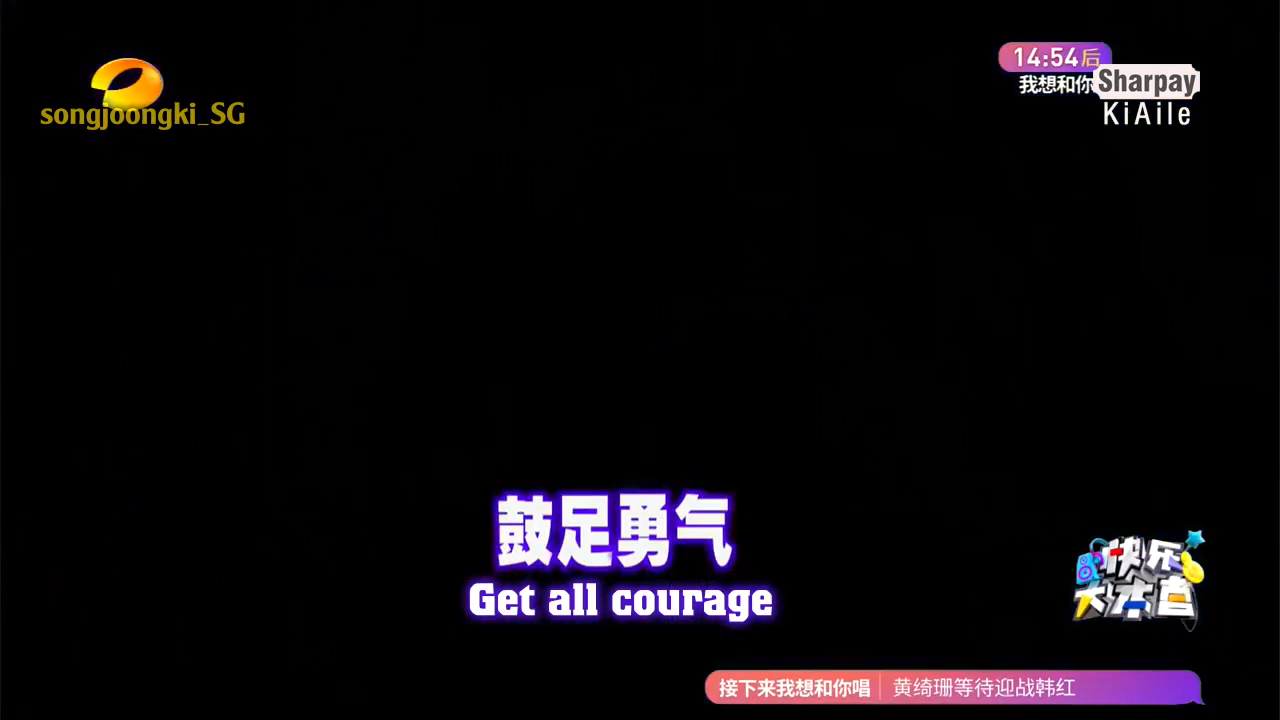 14:54后
我想和你
Sharpay
KiAile
songjoongki_SG
鼓足勇气
Get all courage
快乐
大本营
接下来我想和你唱
黄绮珊等待迎战韩红